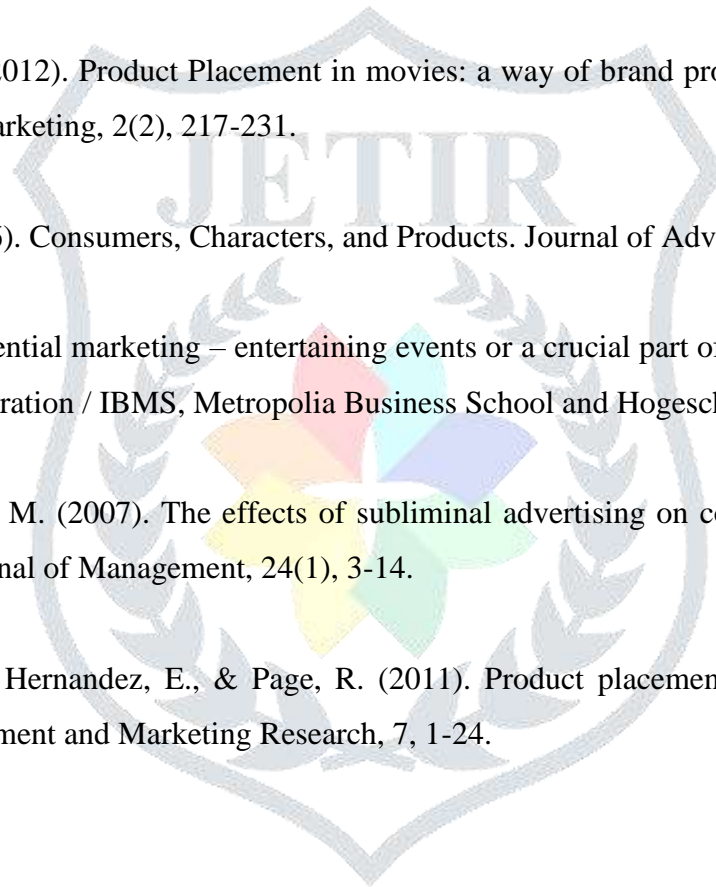 2012). Product Placement in movies: a way of brand pro
arketing, 2(2), 217-231.
JETIR
). Consumers, Characters, and Products. Journal of Adv
ential marketing – entertaining events or a crucial part of
ration / IBMS, Metropolia Business School and Hogesch
M. (2007). The effects of subliminal advertising on co
nal of Management, 24(1), 3-14.
Hernandez, E., & Page, R. (2011). Product placemen
ment and Marketing Research, 7, 1-24.